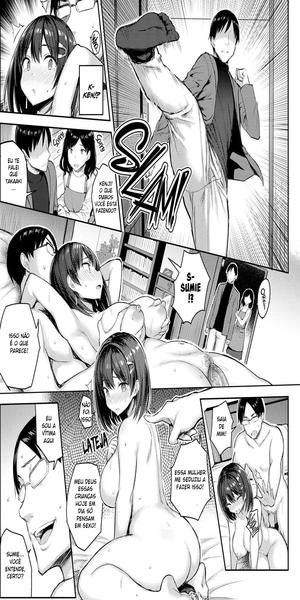 K-
KEN!?
SLAM!
EU TE
FALEI
QUE
TAKAAKI
...
KENJI? O
QUE DIABOS
VOCÊ ESTÁ
FAZENDO?
S-
SUMIE
!?
ISSO
NÃO É O
QUE PARECE!
NÃO
FOI
ISSO!
LATEJA
SAIA
DE
MIM!
EU
SOU A
VÍTIMA
AQUI!
ESSA MULHER
ME SEDUZIU A
FAZER ISSO!
MEU DEUS
ESSAS
CRIANÇAS
HOJE EM
DIA SÓ
PENSAM
EM SEXO!
SUMIE...
VOCÊ
ENTENDE,
CERTO?